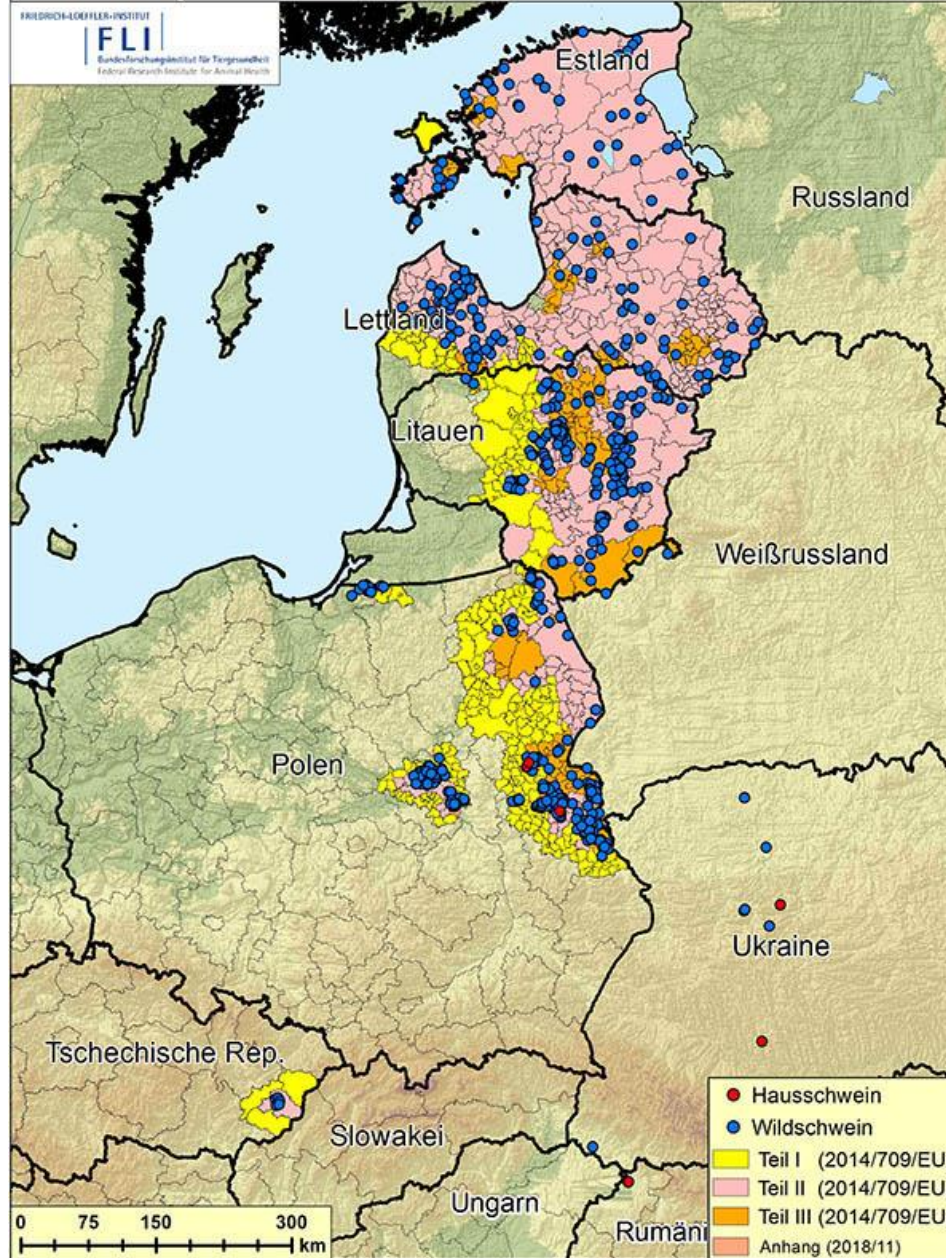 FRIEDRICH-LOEFFLER-INSTITUT
FLI
Bundesforschungsinstitut für Tiergesundheit
Federal Research Institute for Animal Health
Estland
Russland
Lettland
Litauen
Weißrussland
Polen
Ukraine
Tschechische Rep.
Slowakei
Ungarn
Rumäni
Hausschwein
Wildschwein
Teil I (2014/709/EU
Teil II (2014/709/EU
Teil III (2014/709/EU
Anhang (2018/11)
0 75 150 300
km